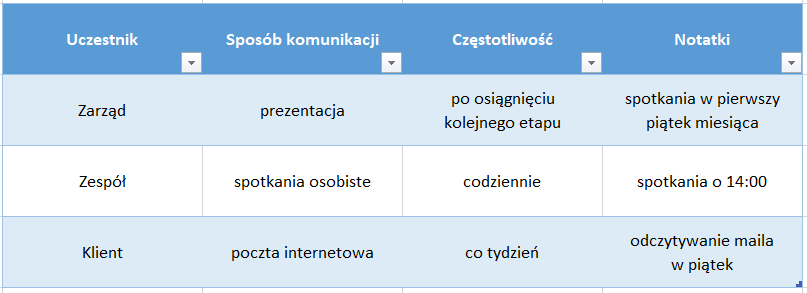 Uczestnik Sposób komunikacji Częstotliwość Notatki
Zarząd prezentacja po osiągnięciu kolejnego etapu spotkania w pierwszy piątek miesiąca
Zespół spotkania osobiste codziennie spotkania o 14:00
Klient poczta internetowa co tydzień odczytywanie maila w piątek